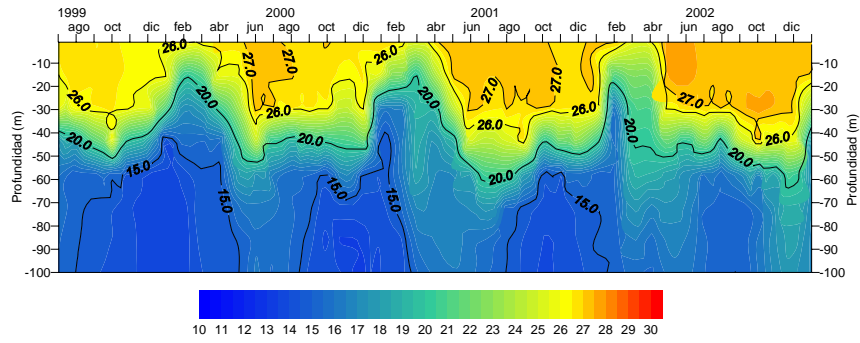 1999 2000 2001 2002
ago oct dic feb abr jun ago oct dic feb abr jun ago oct dic feb abr jun ago oct dic
Profundidad (m)
-10
-20
-30
-40
-50
-60
-70
-80
-90
-100
26.0 26.0 27.0 27.0 26.0 27.0 27.0
26.0 20.0 26.0 26.0 26.0 27.0
20.0 20.0 20.0 20.0 26.0
15.0 15.0 20.0 20.0
15.0 15.0 15.0
-10
-20
-30
-40
-50
-60
-70
-80
-90
-100
Profundidad (m)
10 11 12 13 14 15 16 17 18 19 20 21 22 23 24 25 26 27 28 29 30